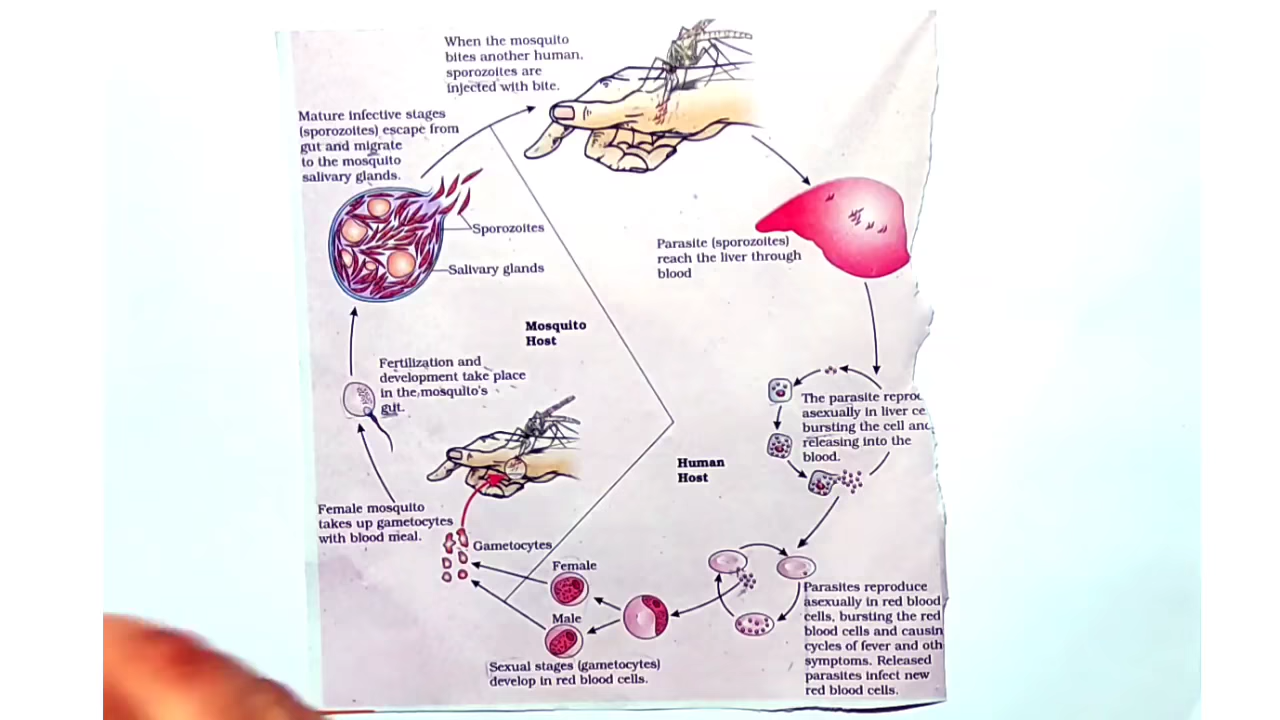 When the mosquito
bites another human,
sporozoites are
injected with bite.
Mature infective stages
(sporozoites) escape from
gut and migrate
to the mosquito
salivary glands.
Sporozoites
Salivary glands
Parasite (sporozoites)
reach the liver through
blood
Mosquito
Host
Fertilization and
development take place
in the mosquito's
gut.
The parasite
asexually in liver
bursting the cell and
releasing into the
blood.
Human
Host
Female mosquito
takes up gametocytes
with blood meal.
Gametocytes
Female
Male
Sexual stages (gametocytes)
develop in red blood cells.
Parasites reproduce
asexually in red blood
cells, bursting the red
blood cells and causin
cycles of fever and oth
symptoms. Released
parasites infect new
red blood cells.